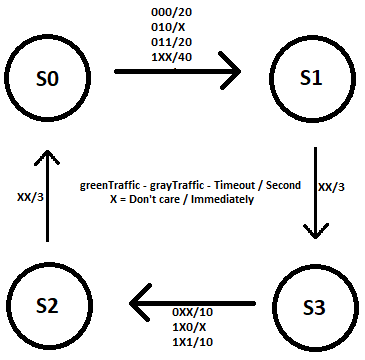 000/20
010/X
011/20
1XX/40
S0
S1
greenTraffic - grayTraffic - Timeout / Second
X = Don't care / Immediately
XX/3
XX/3
S2
S3
0XX/10
1X0/X
1X1/10